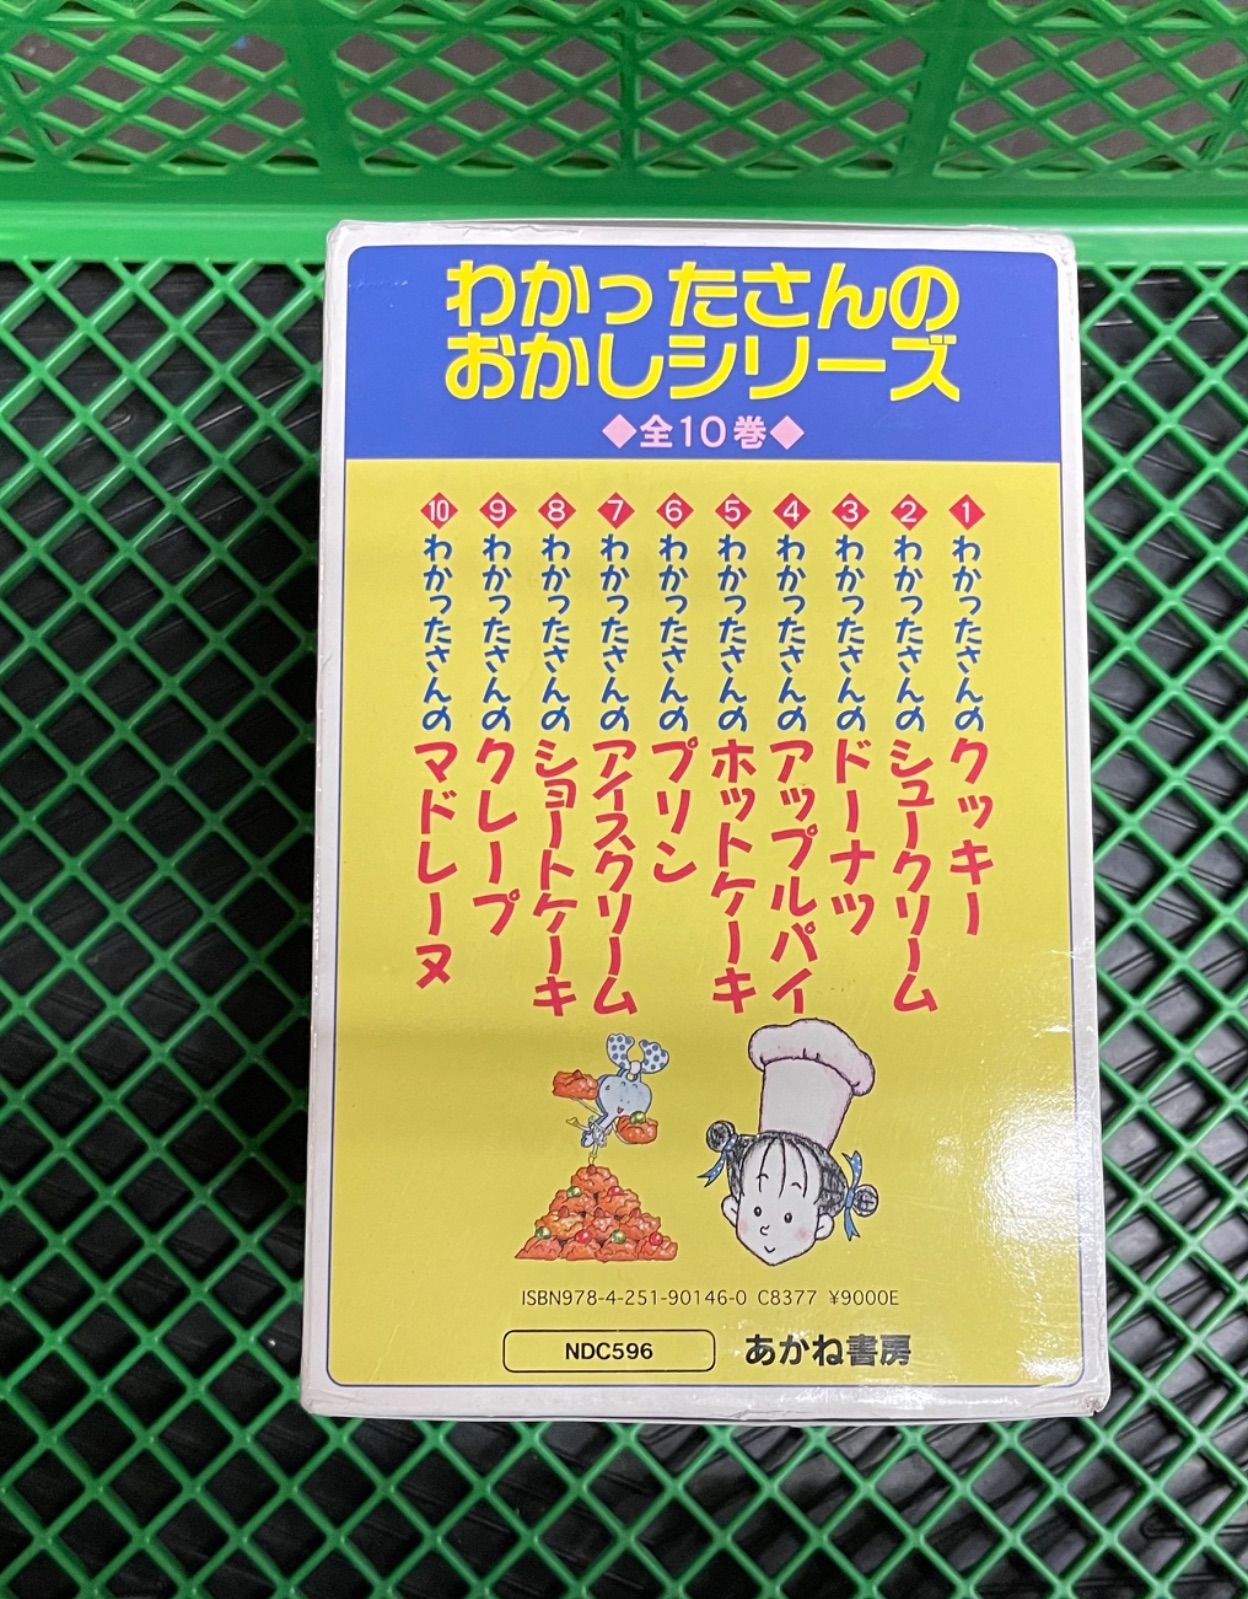 わかったさんの
おかしシリーズ
◆全10巻◆
1 わかったさんのクッキー
2 わかったさんのシュークリーム
3 わかったさんのドーナツ
4 わかったさんのアップルパイ
5 わかったさんのホットケーキ
6 わかったさんのプリン
7 わかったさんのアイスクリーム
8 わかったさんのショートケーキ
9 わかったさんのクレープ
10 わかったさんのマドレーヌ
ISBN978-4-251-90146-0 C8377 ¥9000E
NDC596
あかね書房